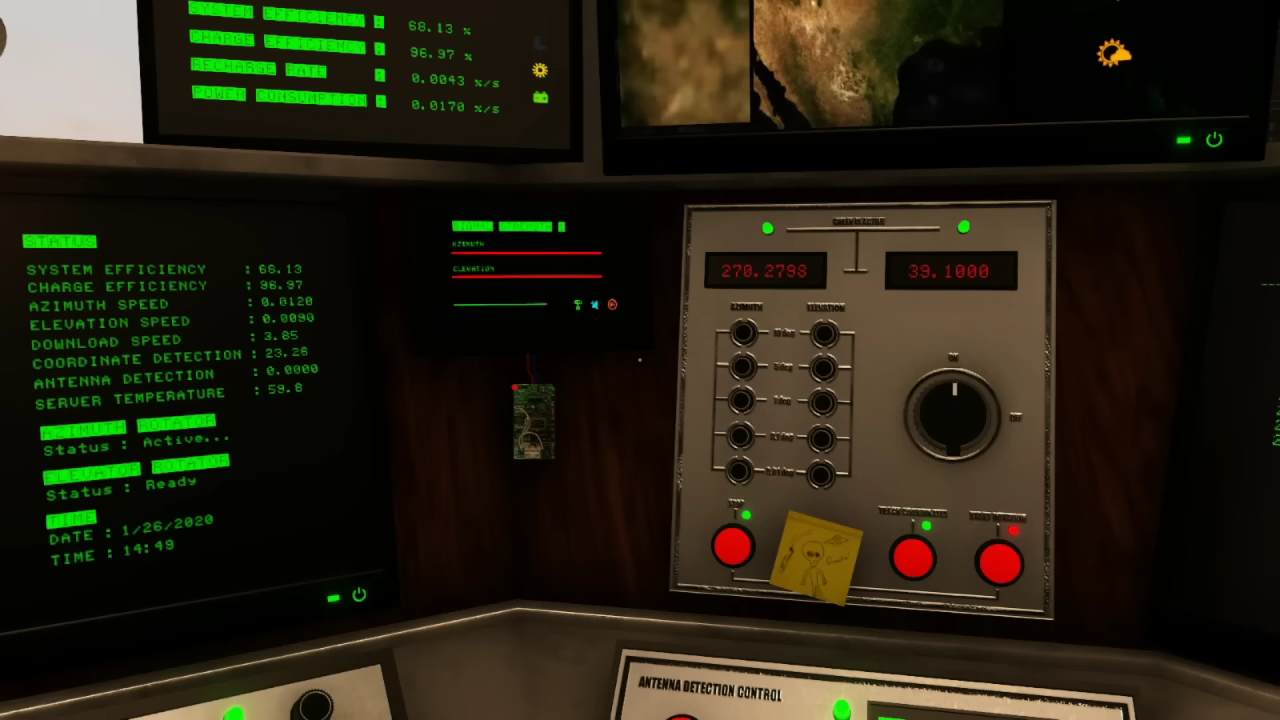 SYSTEM EFFICIENCY : 68.13 %
CHARGE EFFICIENCY : 96.97 %
RECHARGE RATE : 0.0043 %/s
POWER CONSUMPTION : 0.0170 %/s
STATUS
SYSTEM EFFICIENCY : 68.13
CHARGE EFFICIENCY : 96.97
AZIMUTH SPEED : 0.0120
ELEVATION SPEED : 0.0090
DOWNLOAD SPEED : 3.85
COORDINATE DETECTION : 23.26
ANTENNA DETECTION : 0.0000
SERVER TEMPERATURE : 59.8
AZIMUTH ROTATOR
Status : Active...
ELEVATOR ROTATOR
Status : Ready
TIME
DATE : 1/26/2020
TIME : 14:49
STRENGTH
AZIMUTH
ELEVATION
270.2798
39.1000
AZIMUTH ELEVATION
ON
OFF
ANTENNA DETECTION CONTROL